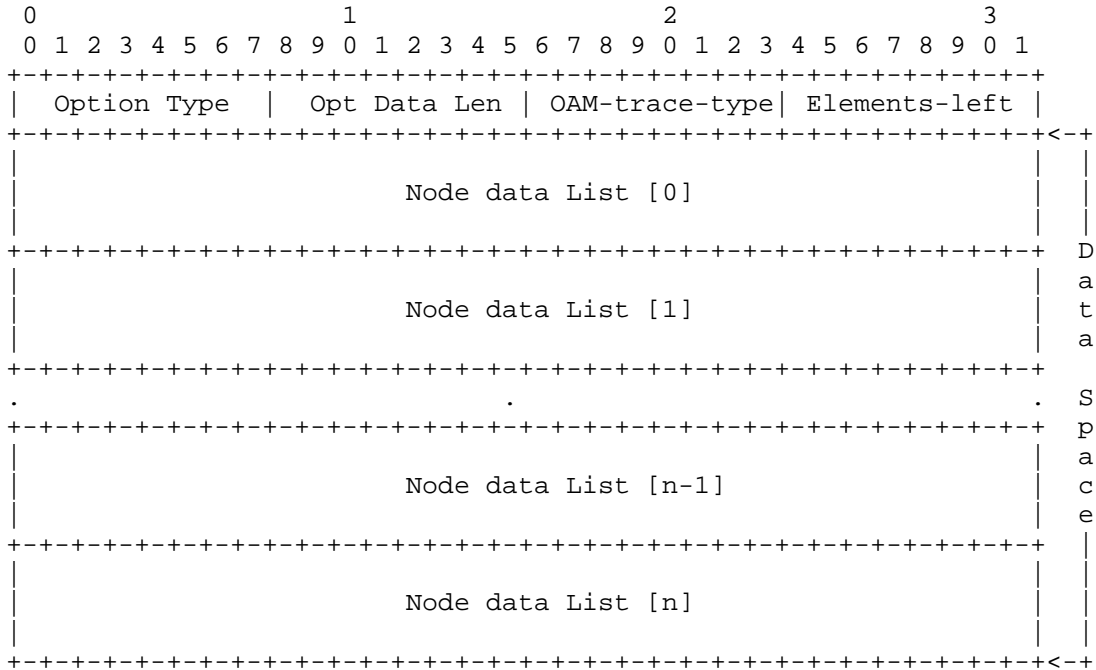 0                   1                   2                   3
 0 1 2 3 4 5 6 7 8 9 0 1 2 3 4 5 6 7 8 9 0 1 2 3 4 5 6 7 8 9 0 1
+-+-+-+-+-+-+-+-+-+-+-+-+-+-+-+-+-+-+-+-+-+-+-+-+-+-+-+-+-+-+-+-+
|  Option Type  |  Opt Data Len | OAM-trace-type| Elements-left |
+-+-+-+-+-+-+-+-+-+-+-+-+-+-+-+-+-+-+-+-+-+-+-+-+-+-+-+-+-+-+-+-+<-+
|                                                               |  |
|                        Node data List [0]                     |  |
|                                                               |  |
+-+-+-+-+-+-+-+-+-+-+-+-+-+-+-+-+-+-+-+-+-+-+-+-+-+-+-+-+-+-+-+-+  D
|                                                               |  a
|                        Node data List [1]                     |  t
|                                                               |  a
+-+-+-+-+-+-+-+-+-+-+-+-+-+-+-+-+-+-+-+-+-+-+-+-+-+-+-+-+-+-+-+-+
.                              .                                .  S
+-+-+-+-+-+-+-+-+-+-+-+-+-+-+-+-+-+-+-+-+-+-+-+-+-+-+-+-+-+-+-+-+  p
|                                                               |  a
|                        Node data List [n-1]                   |  c
|                                                               |  e
+-+-+-+-+-+-+-+-+-+-+-+-+-+-+-+-+-+-+-+-+-+-+-+-+-+-+-+-+-+-+-+-+  |
|                                                               |  |
|                        Node data List [n]                     |  |
|                                                               |  |
+-+-+-+-+-+-+-+-+-+-+-+-+-+-+-+-+-+-+-+-+-+-+-+-+-+-+-+-+-+-+-+-+<-+